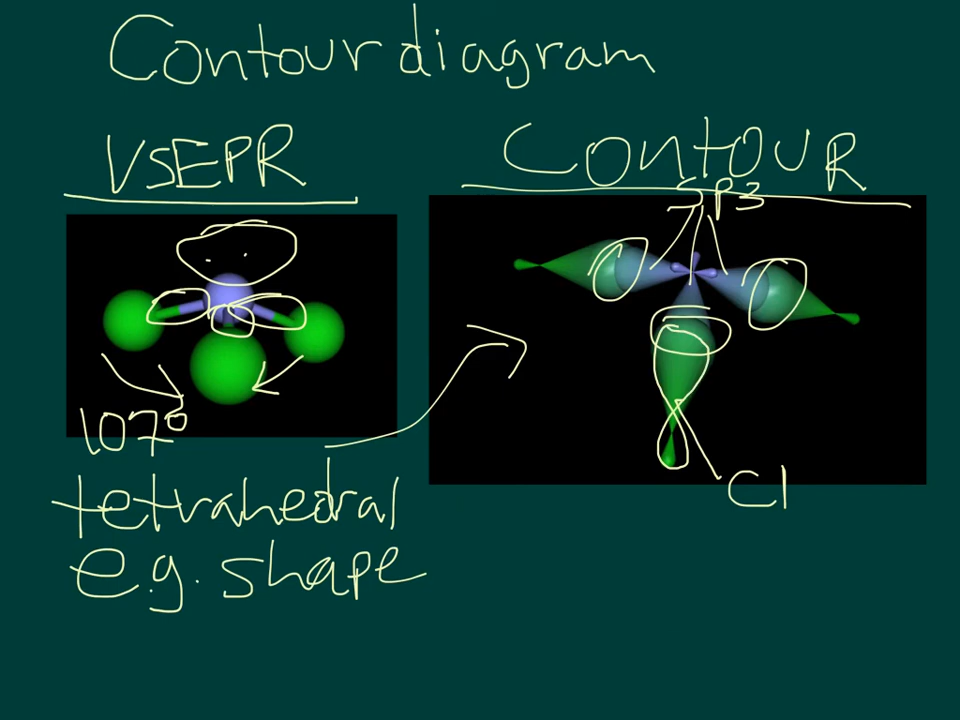 Contour diagram
VSEPR
107°
tetrahedral
e.g. shape
CONTOUR
SP3
Cl